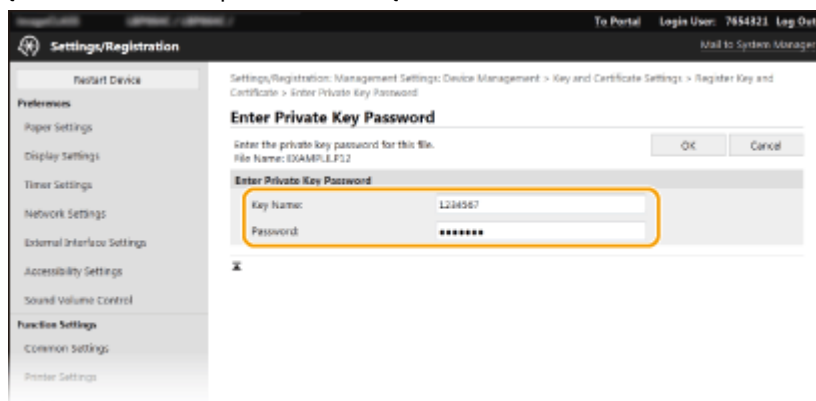 To Portal Login User: 7654321 Log Out
Settings/Registration
Mail to System Manager
Restart Device
Preferences
Paper Settings
Display Settings
Timer Settings
Network Settings
External Interface Settings
Accessibility Settings
Sound Volume Control
Function Settings
Common Settings
Printer Settings
Settings/Registration: Management Settings: Device Management > Key and Certificate Settings > Register Key and
Certificate > Enter Private Key Password
Enter Private Key Password
Enter the private key password for this file.
File Name: EXAMPLE.P12
OK Cancel
Enter Private Key Password
Key Name: 1234567
Password: •••••••